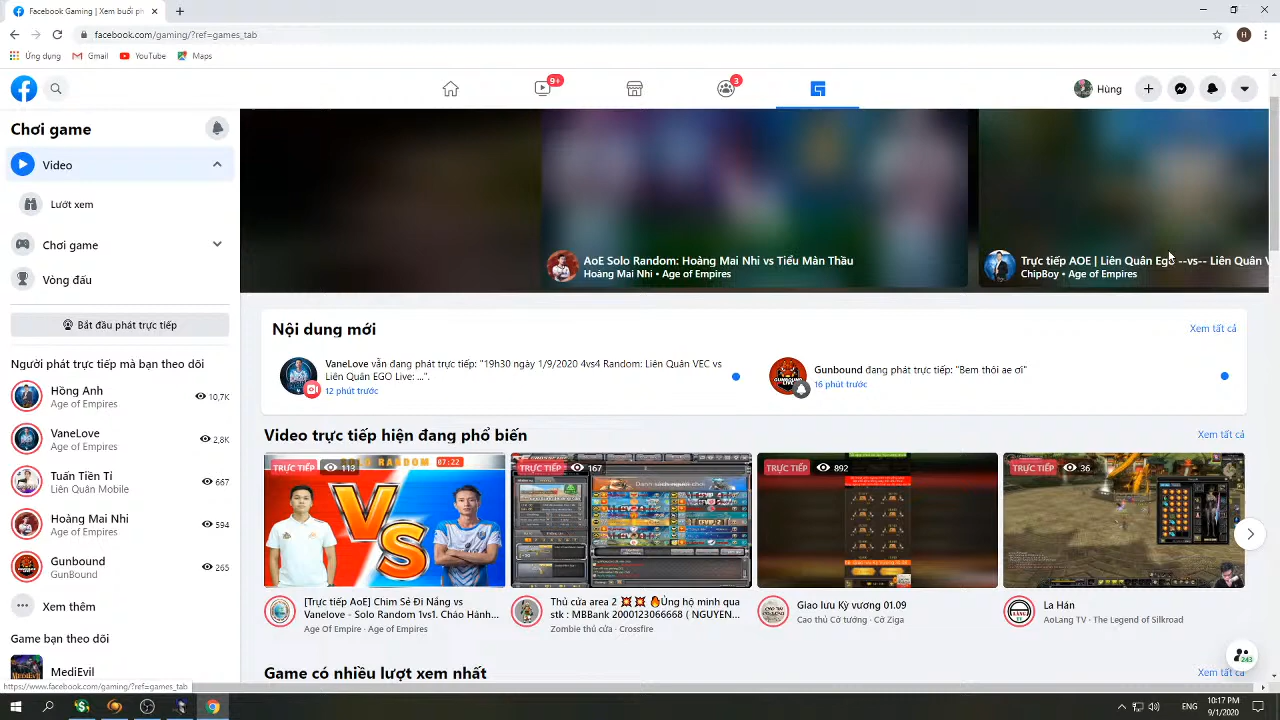 Facebook Gaming | Xem buổi ph
facebook.com/gaming/?ref=games_tab
H
Ứng dụng
Gmail
YouTube
Maps
9+
3
Hùng
Chơi game
Video
Lướt xem
Chơi game
Vòng đấu
Bắt đầu phát trực tiếp
Người phát trực tiếp mà bạn theo dõi
Hồng Anh
Age of Empires
10,7K
VaneLove
Age of Empires
2,8K
Tuấn Tiền Tỉ
Liên Quân Mobile
667
Hoàng Mai Nhi
Age of Empires
594
Gunbound
GunBound
265
Xem thêm
Game bạn theo dõi
MediEvil
https://www.facebook.com/gaming/?ref=games_tab
AoE Solo Random: Hoàng Mai Nhi vs Tiểu Màn Thầu
Hoàng Mai Nhi • Age of Empires
Trực tiếp AOE | Liên Quân Ego --vs-- Liên Quân V
ChipBoy • Age of Empires
Nội dung mới
Xem tất cả
VaneLove vẫn đang phát trực tiếp: "19h30 ngày 1/9/2020 4vs4 Random: Liên Quân VEC vs
Liên Quân EGO Live: ...".
12 phút trước
Gunbound đang phát trực tiếp: "Bem thôi ae ơi"
16 phút trước
Video trực tiếp hiện đang phổ biến
Xem tất cả
TRỰC TIẾP 113
SOLO RANDOM 07:22
VS
TRỰC TIẾP 167
TRỰC TIẾP 892
TRỰC TIẾP 36
[Trực tiếp AoE] Chim Sẻ Đi Nắng vs
Vanelove - Solo Random 1vs1. Chào Hành...
Age Of Empire · Age of Empires
Thủ cửa area 2 💥💥🔥Ủng hộ mình qua
stk : MBBank 2000123066668 ( NGUYEN...
Zombie thủ cửa · Crossfire
Giao lưu Kỳ vương 01.09
Cao thủ Cờ tướng · Cờ Ziga
La Hán
AoLang TV · The Legend of Silkroad
243
Game có nhiều lượt xem nhất
Xem tất cả
ENG
10:17 PM
9/1/2020